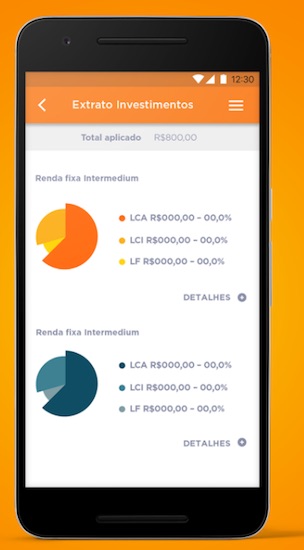 12:30
Extrato Investimentos
Total aplicado R$800,00
Renda fixa Intermedium
LCA R$000,00 – 00,0%
LCI R$000,00 – 00,0%
LF R$000,00 – 00,0%
DETALHES
Renda fixa Intermedium
LCA R$000,00 – 00,0%
LCI R$000,00 – 00,0%
LF R$000,00 – 00,0%
DETALHES